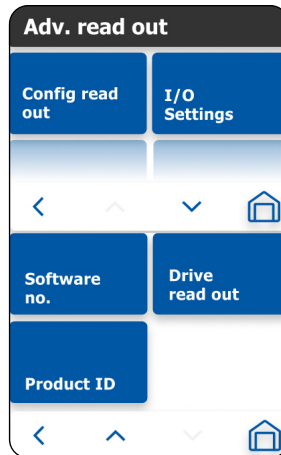 Adv. read out
Config read
out
I/O
Settings
Software
no.
Drive
read out
Product ID